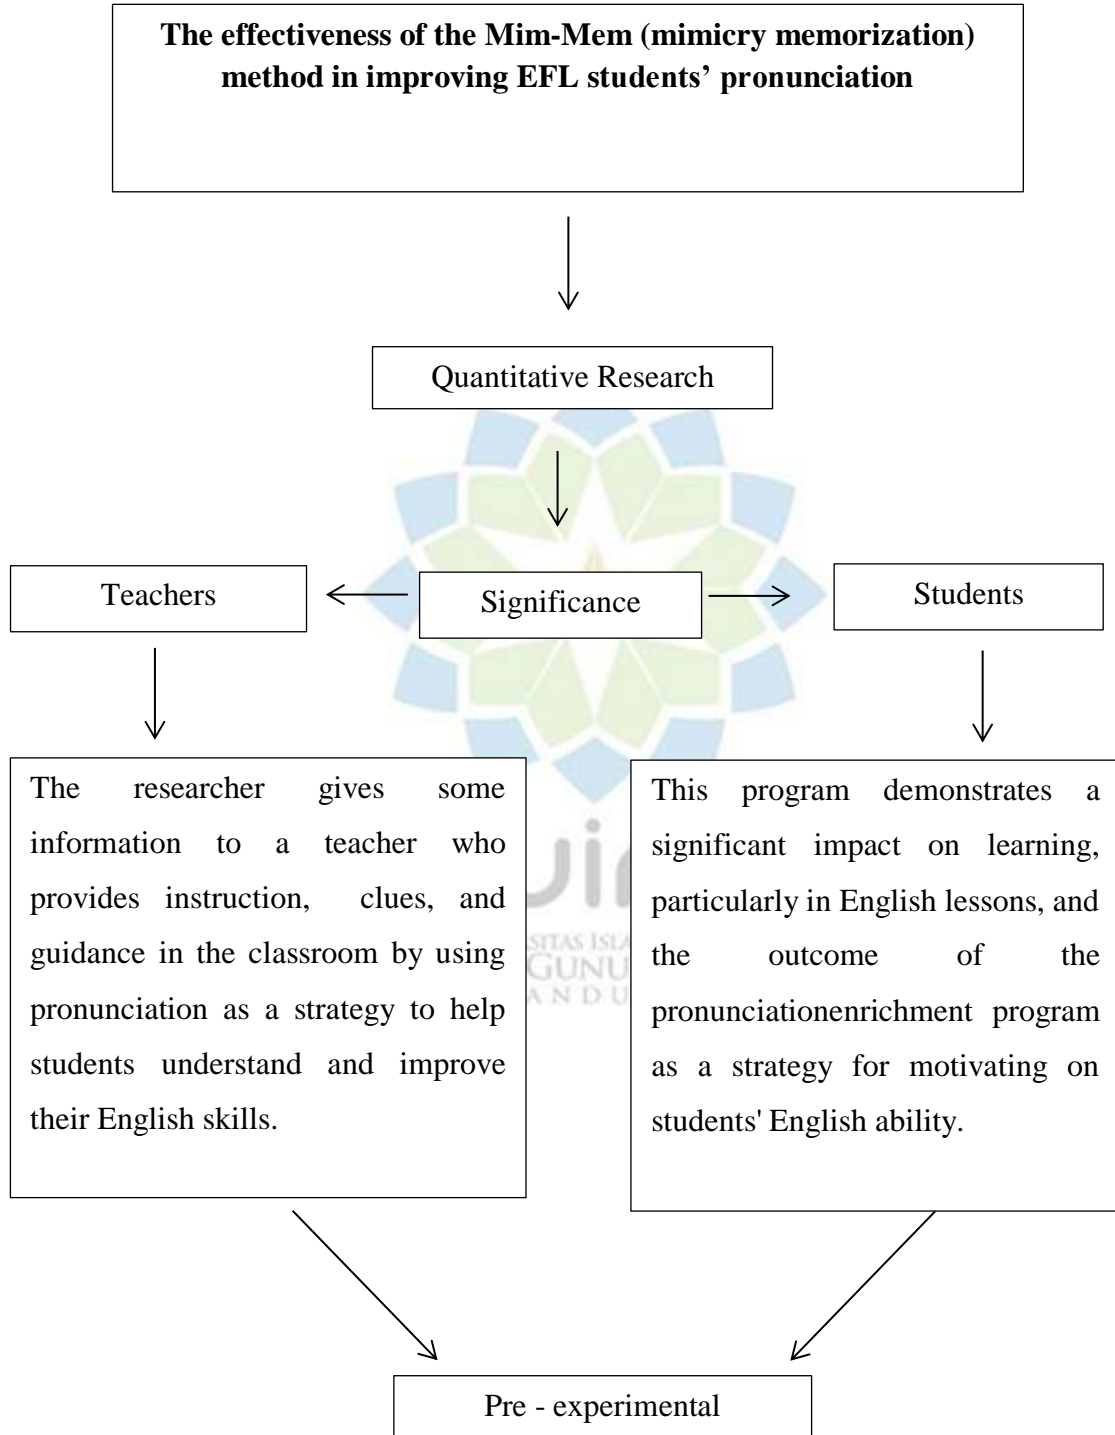 The effectiveness of the Mim-Mem (mimicry memorization)
method in improving EFL students’ pronunciation
Quantitative Research
Teachers
Significance
Students
The researcher gives some
information to a teacher who
provides instruction, clues, and
guidance in the classroom by using
pronunciation as a strategy to help
students understand and improve
their English skills.
This program demonstrates a
significant impact on learning,
particularly in English lessons, and
the outcome of the
pronunciationenrichment program
as a strategy for motivating on
students' English ability.
SITAS ISLA
GUNU
ANDU
Pre - experimental